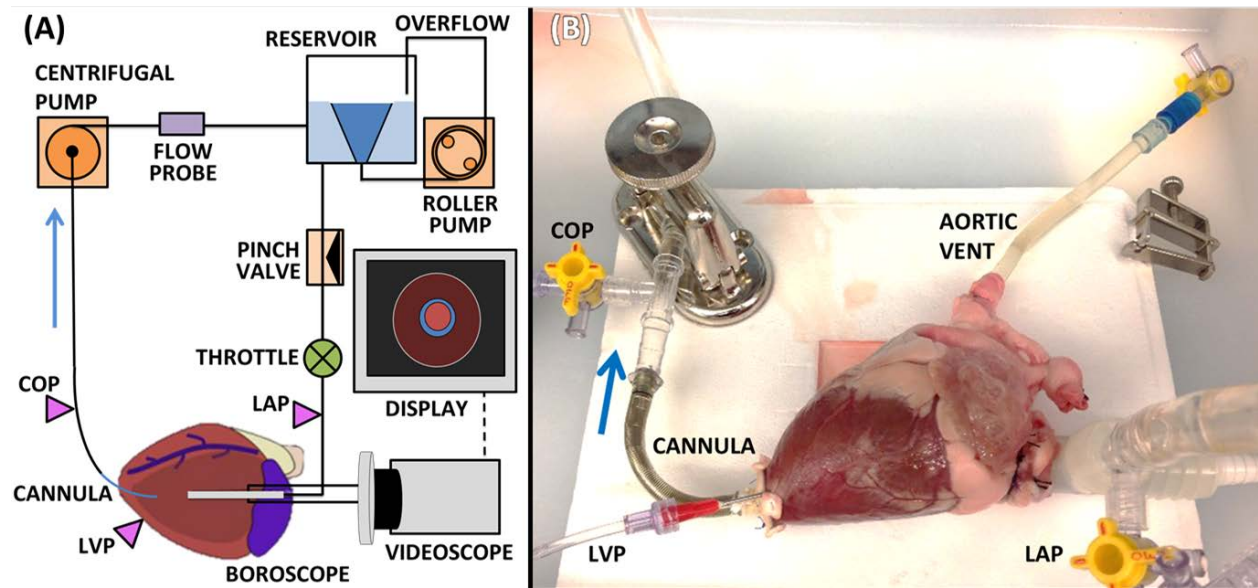 (A)
OVERFLOW
RESERVOIR
CENTRIFUGAL
PUMP
FLOW
PROBE
ROLLER
PUMP
PINCH
VALVE
THROTTLE
COP
LAP
DISPLAY
CANNULA
LVP
BOROSCOPE
VIDEOSCOPE
(B)
COP
AORTIC
VENT
CANNULA
LVP
LAP